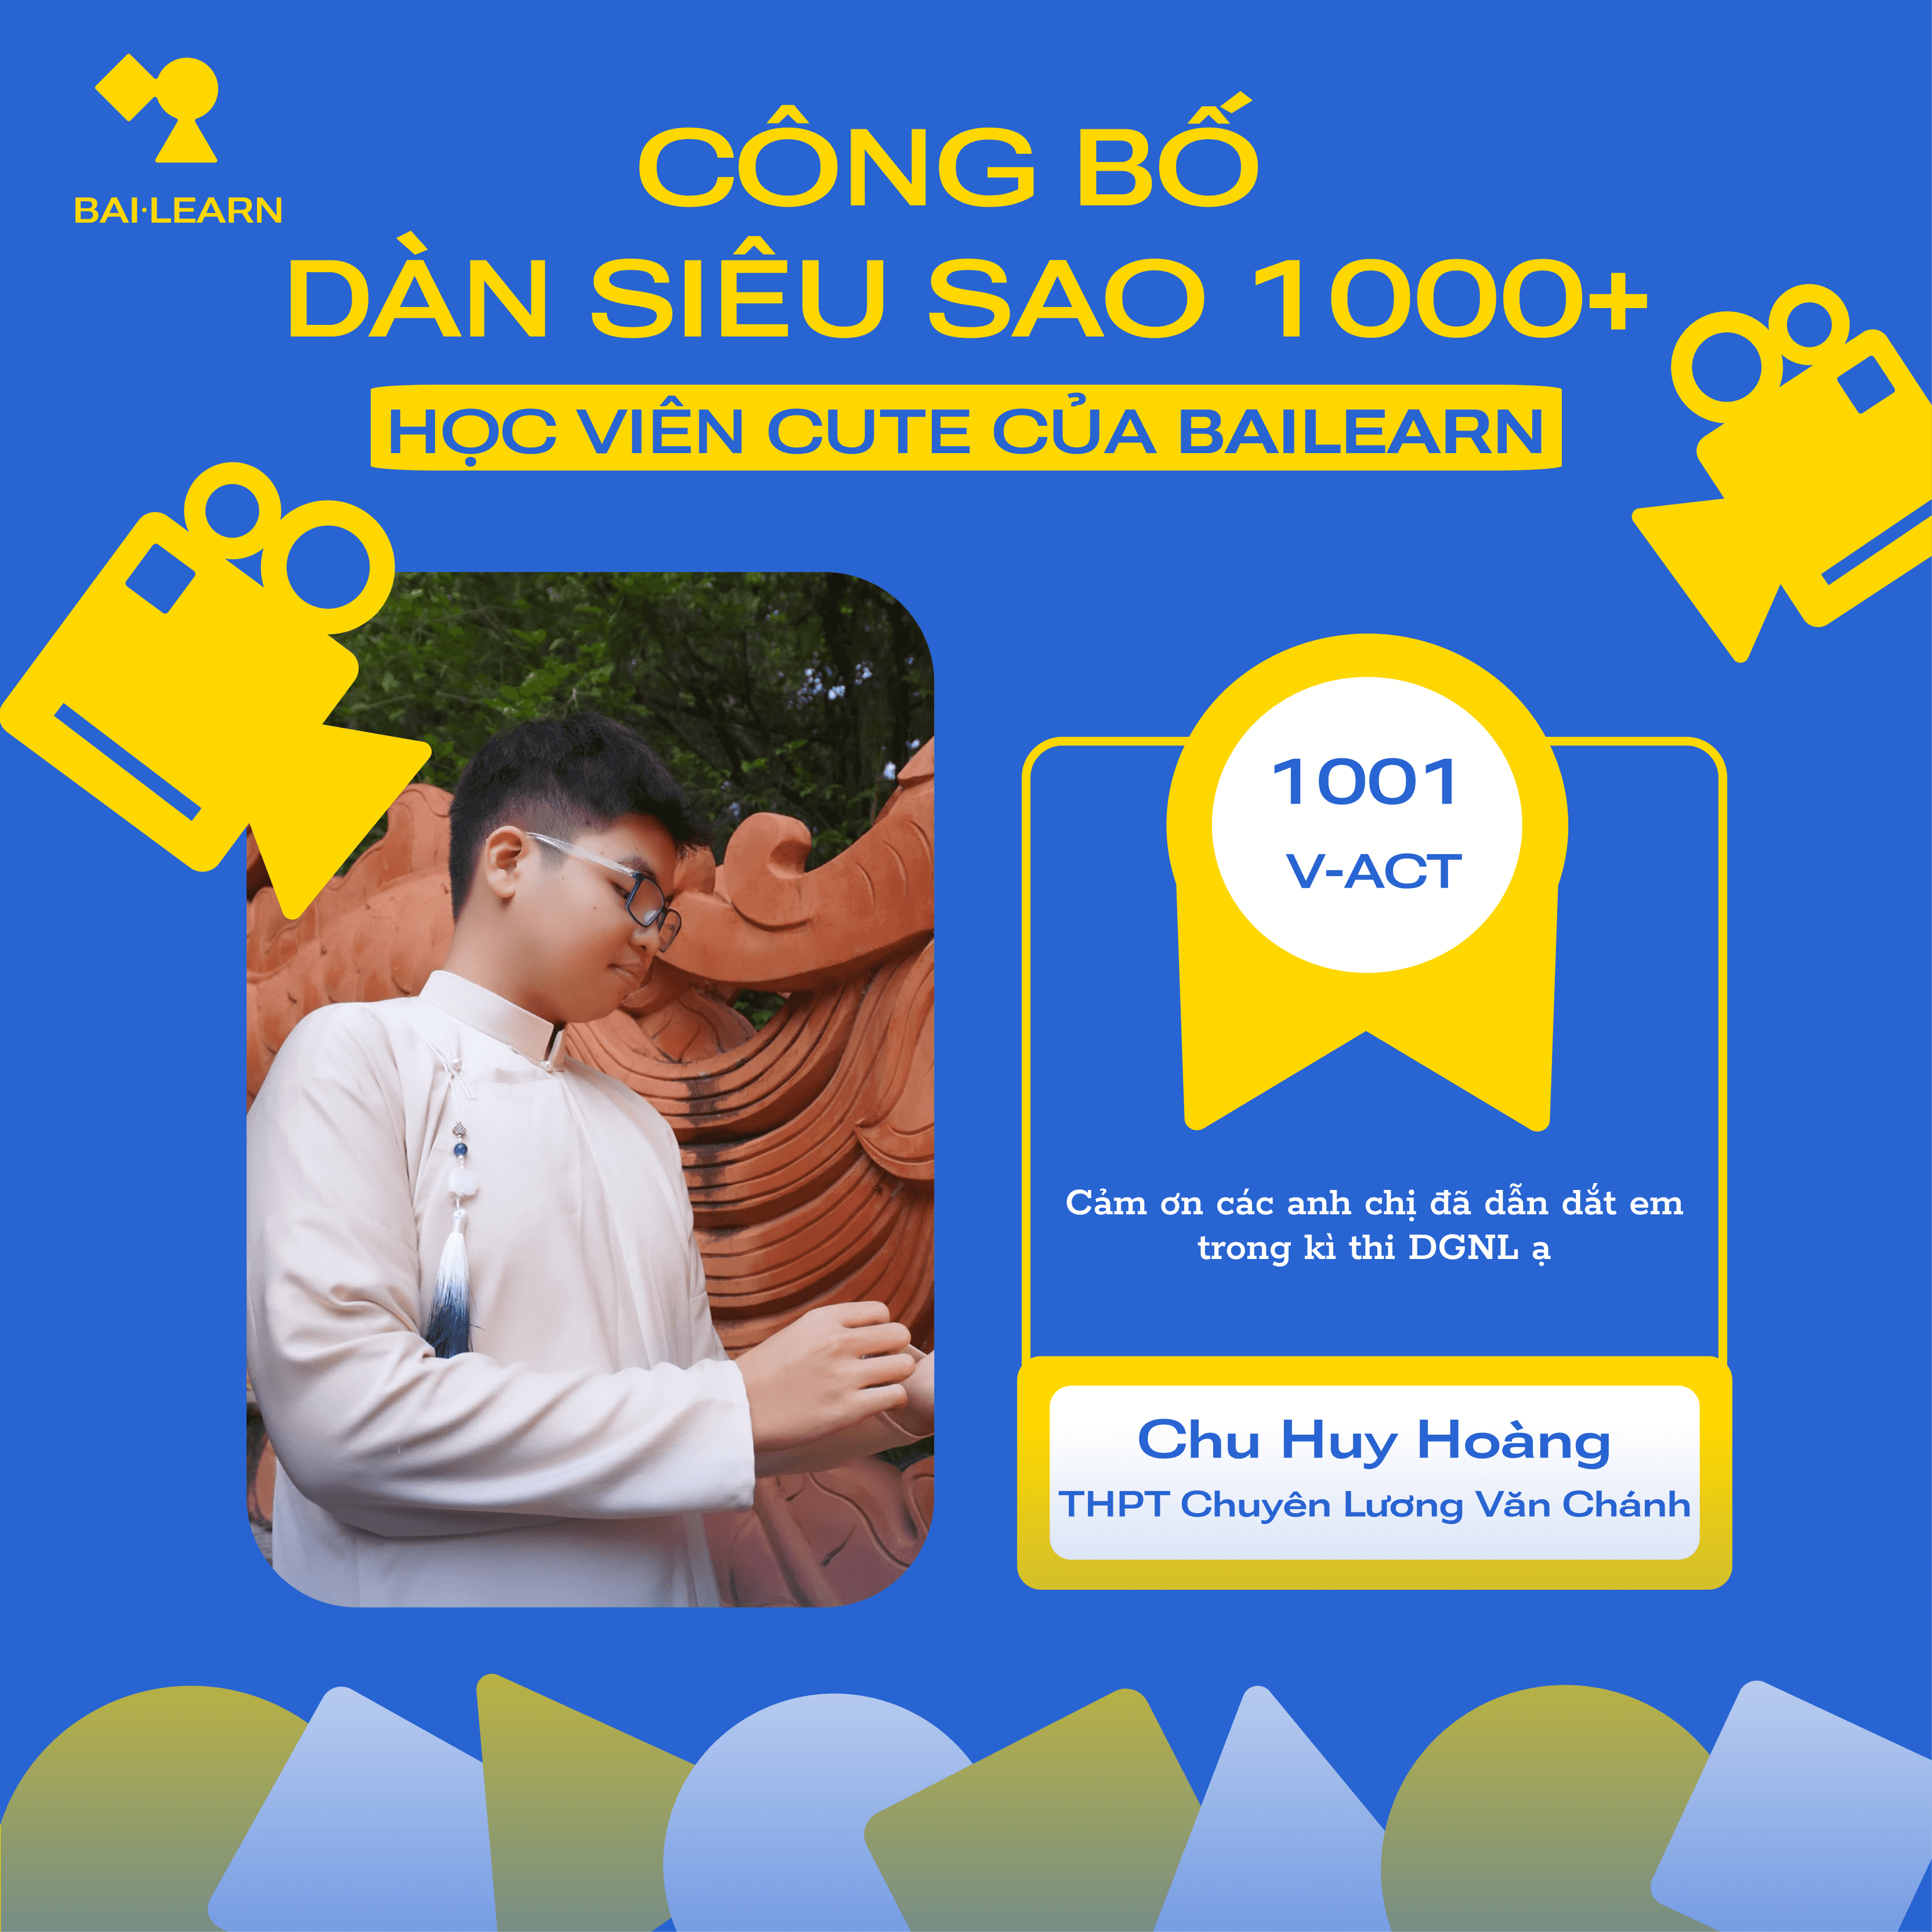 BAI·LEARN
CÔNG BỐ
DÀN SIÊU SAO 1000+
HỌC VIÊN CUTE CỦA BAILEARN
1001
V-ACT
Cảm ơn các anh chị đã dẫn dắt em
trong kì thi DGNL ạ
Chu Huy Hoàng
THPT Chuyên Lương Văn Chánh